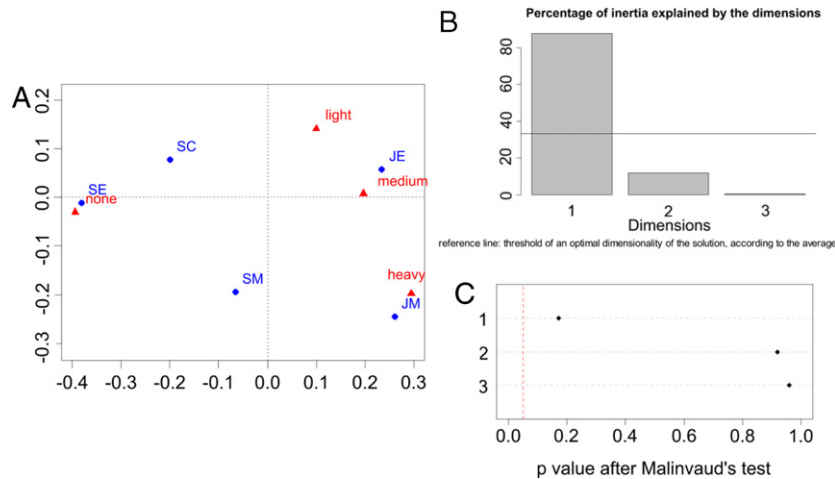 A
0.2
0.1
0.0
-0.1
-0.2
-0.3
-0.4 -0.3 -0.2 -0.1 0.0 0.1 0.2 0.3
light
SC
JE
medium
SE
none
SM
heavy
JM
B
Percentage of inertia explained by the dimensions
80
60
40
20
0
1 2 3
Dimensions
reference line: threshold of an optimal dimensionality of the solution, according to the average
C
1
2
3
0.0 0.2 0.4 0.6 0.8 1.0
p value after Malinvaud's test